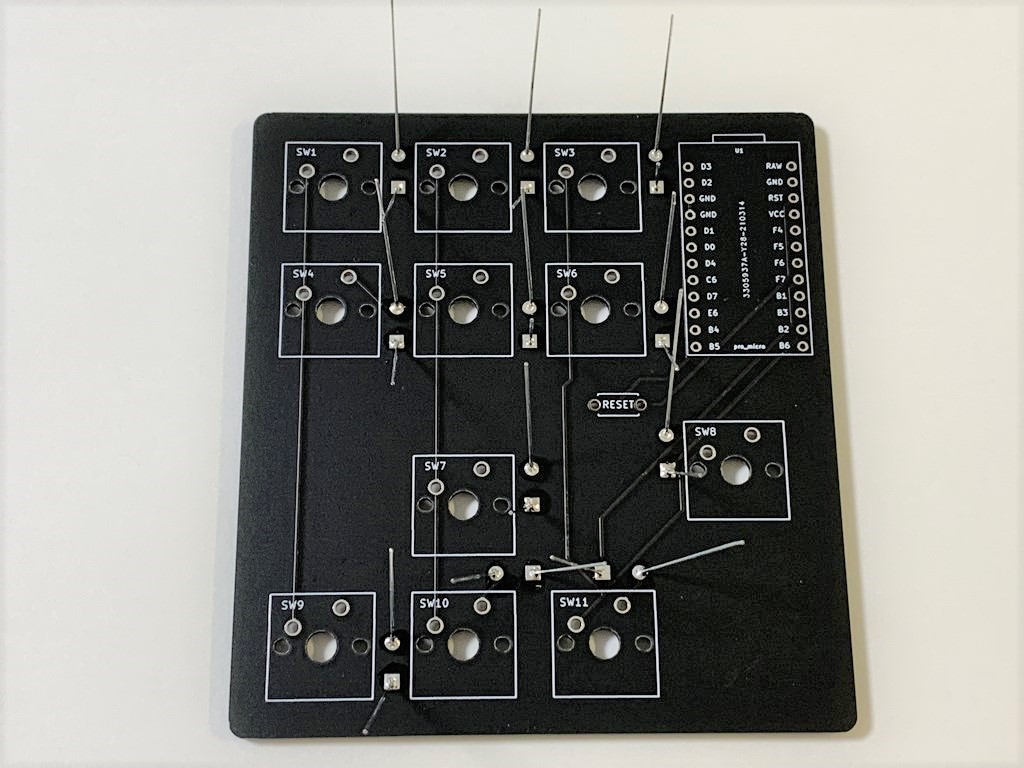 SW1
SW2
SW3
U1
D3 RAW
D2 GND
GND RST
GND VCC
D1 F4
D0 F5
D4 F6
C6 F7
D7 B1
E6 B3
B4 B2
B5 pro_micro B6
3305937A-Y28-210314
SW4
SW5
SW6
RESET
SW8
SW7
SW9
SW10
SW11